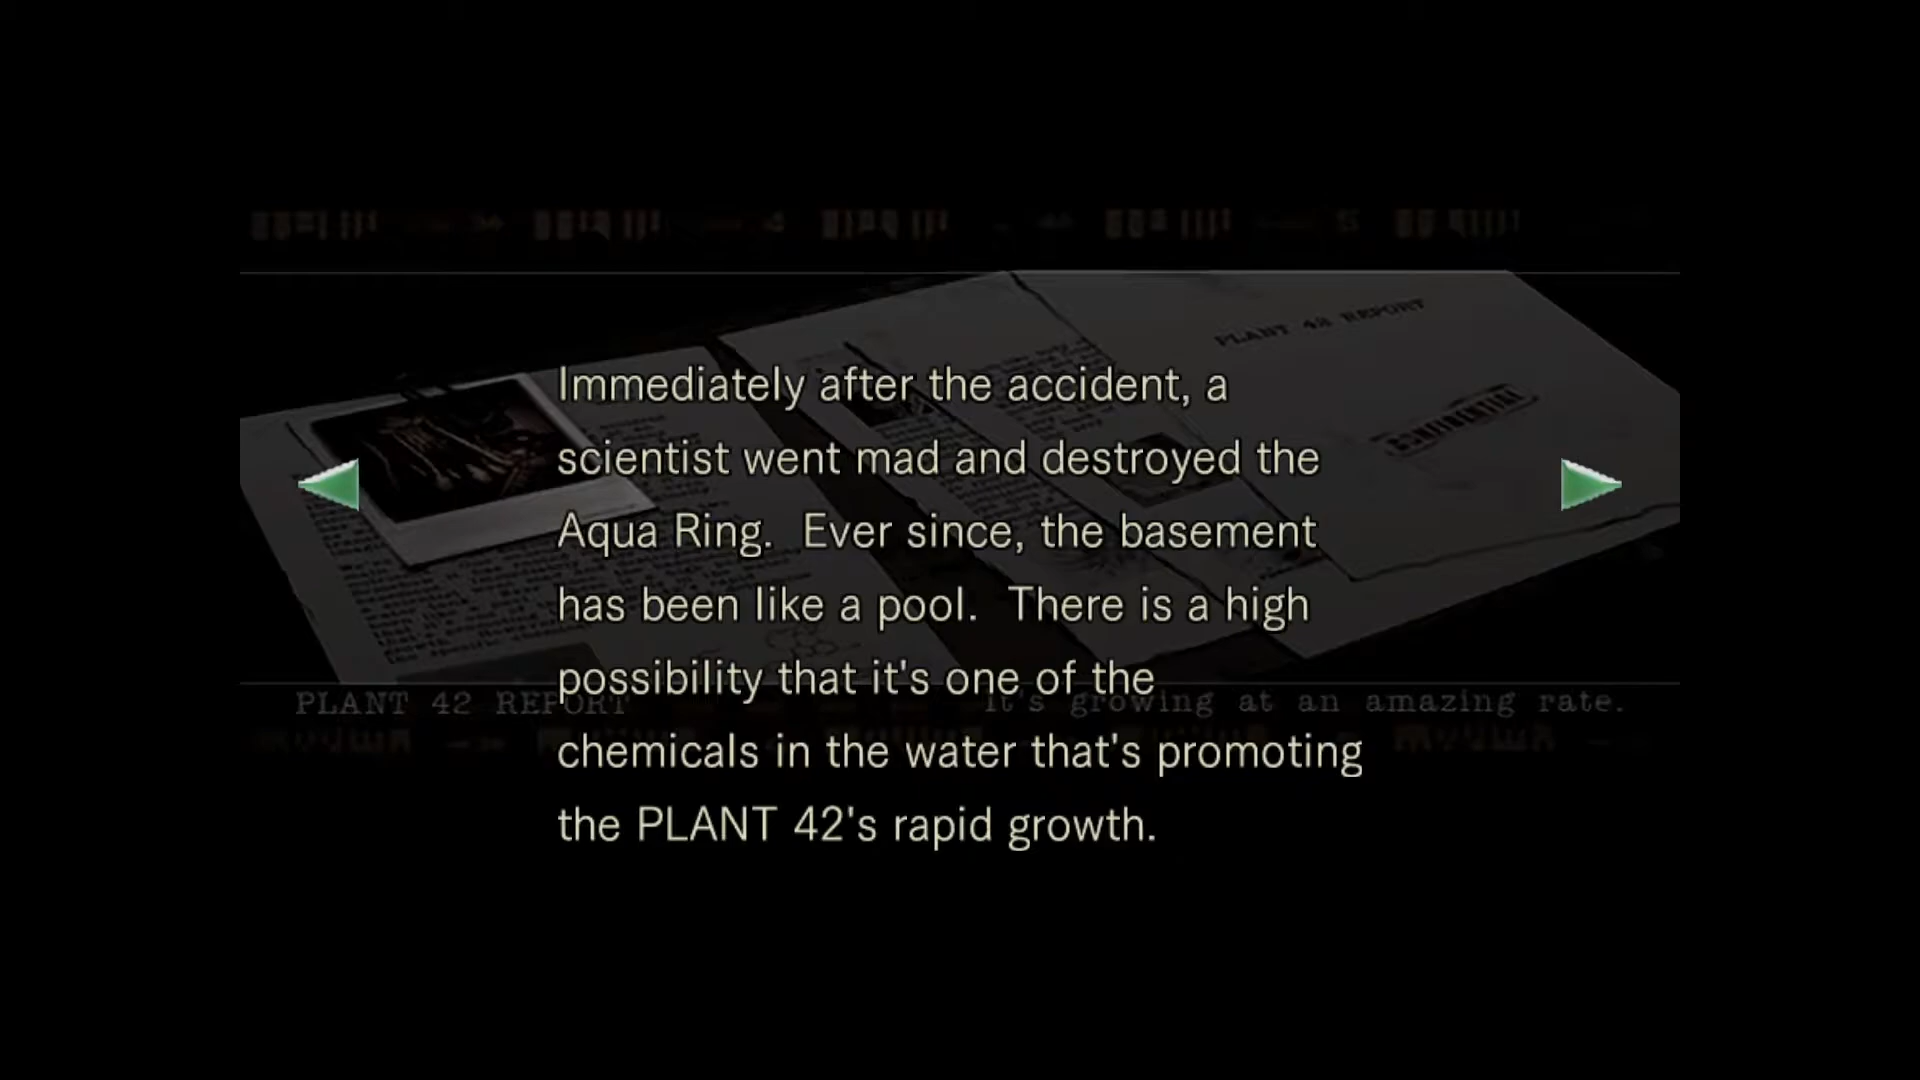 PLANT 42 REPORT
CONFIDENTIAL
Immediately after the accident, a
scientist went mad and destroyed the
Aqua Ring.  Ever since, the basement
has been like a pool.  There is a high
possibility that it's one of the
chemicals in the water that's promoting
the PLANT 42's rapid growth.
PLANT 42 REPORT
It's growing at an amazing rate.